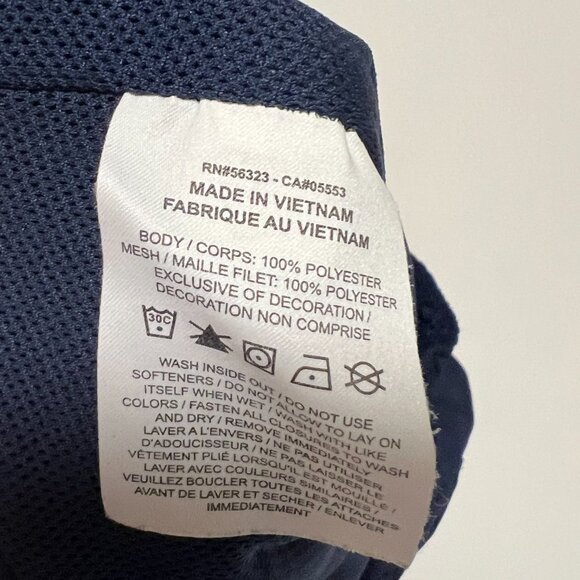 RN#56323 - CA#05553
MADE IN VIETNAM
FABRIQUE AU VIETNAM
BODY / CORPS: 100% POLYESTER
MESH / MAILLE FILET: 100% POLYESTER
EXCLUSIVE OF DECORATION /
DECORATION NON COMPRISE
30C
WASH INSIDE OUT / DO NOT USE
SOFTENERS / DO NOT ALLOW TO LAY ON
ITSELF WHEN WET / WASH WITH LIKE
COLORS / FASTEN ALL CLOSURES TO WASH
AND DRY / REMOVE IMMEDIATELY
LAVER A L'ENVERS / NE PAS UTILISER
D'ADOUCISSEUR / NE PAS LAISSER LE
VÊTEMENT PLIÉ LORSQU'IL EST MOUILLÉ /
LAVER AVEC COULEURS SIMILAIRES /
VEUILLEZ BOUCLER TOUTES LES ATTACHES
AVANT DE LAVER ET SECHER / ENLEVER
IMMEDIATEMENT